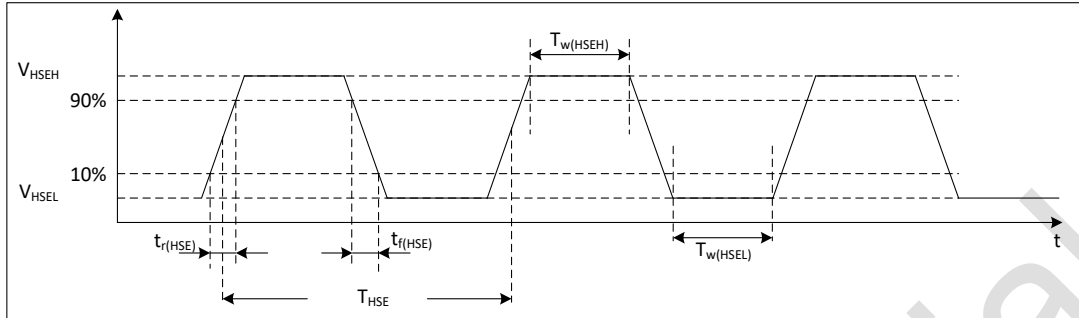 V_HSEH
T_w(HSEH)
90%
10%
V_HSEL
t_r(HSE)
t_f(HSE)
T_w(HSEL)
t
T_HSE